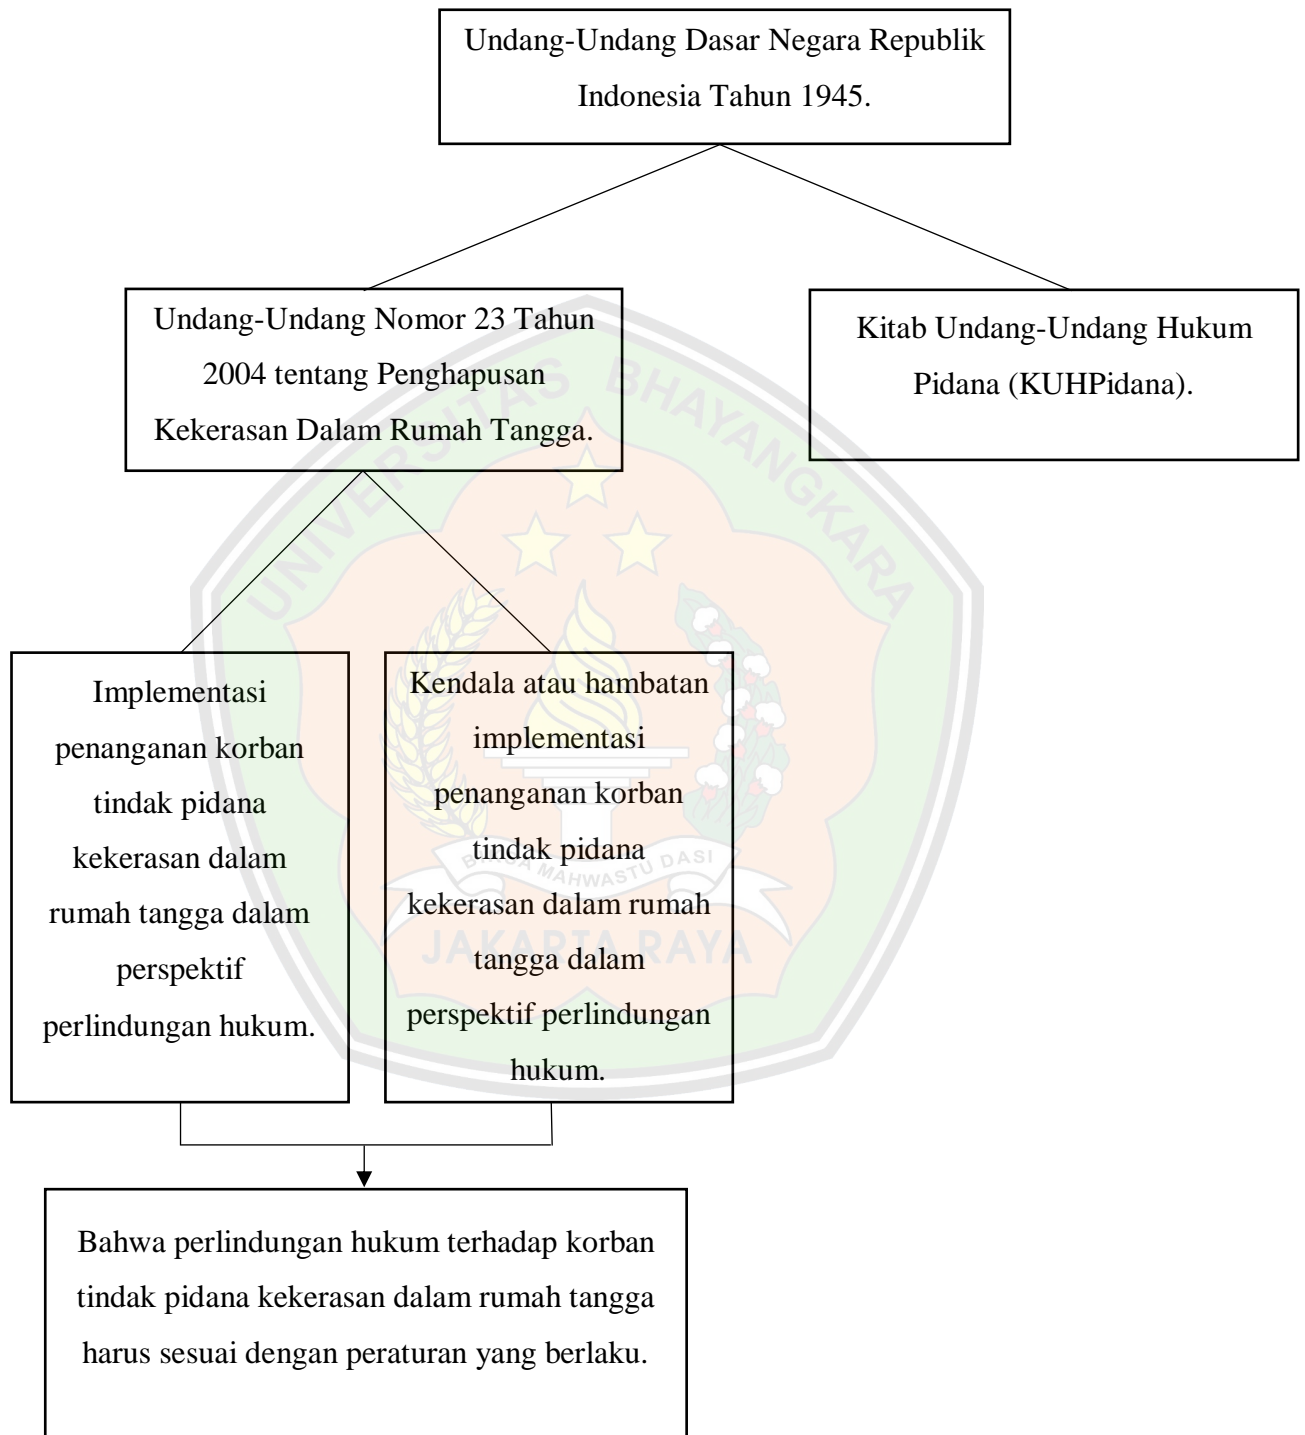 Undang-Undang Dasar Negara Republik
Indonesia Tahun 1945.
Undang-Undang Nomor 23 Tahun
2004 tentang Penghapusan
Kekerasan Dalam Rumah Tangga.
Kitab Undang-Undang Hukum
Pidana (KUHPidana).
UNIVERSITAS BHAYANGKARA
Implementasi
penanganan korban
tindak pidana
kekerasan dalam
rumah tangga dalam
perspektif
perlindungan hukum.
Kendala atau hambatan
implementasi
penanganan korban
tindak pidana
kekerasan dalam rumah
tangga dalam
perspektif perlindungan
hukum.
MAHWASTU DASI
JAKARTA RAYA
Bahwa perlindungan hukum terhadap korban
tindak pidana kekerasan dalam rumah tangga
harus sesuai dengan peraturan yang berlaku.